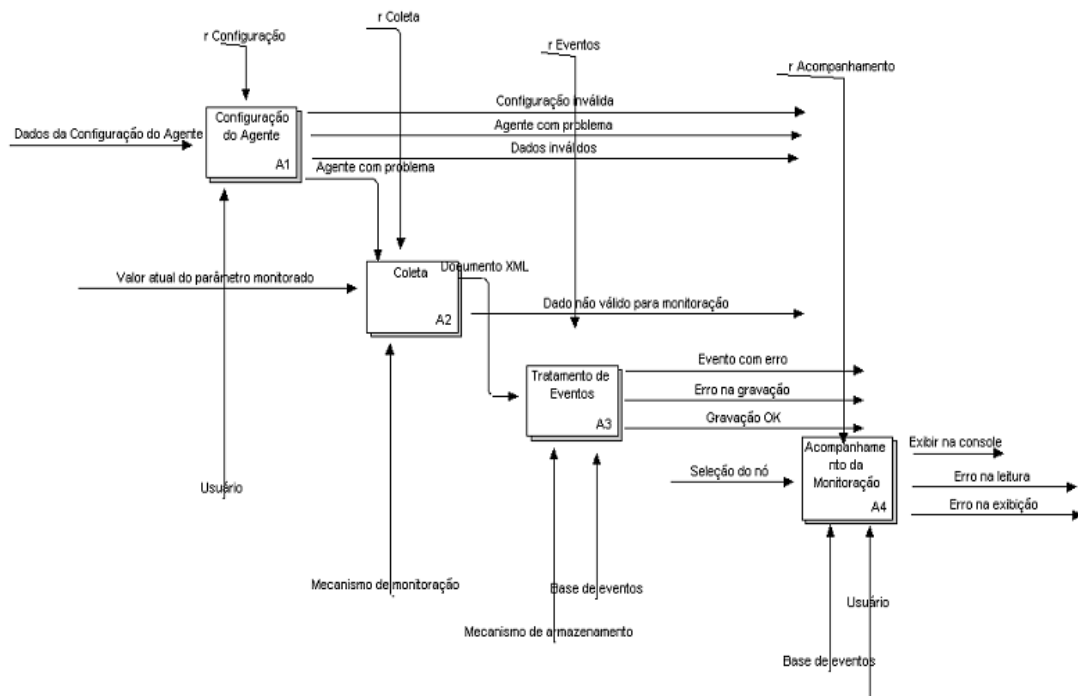 r Coleta
r Configuração
r Eventos
r Acompanhamento
Configuração inválida
Configuração
do Agente
A1
Dados da Configuração do Agente
Agente com problema
Dados inválidos
Agente com problema
Documento XML
Coleta
A2
Valor atual do parâmetro monitorado
Dado não válido para monitoração
Evento com erro
Tratamento de
Eventos
A3
Erro na gravação
Gravação OK
Exibir na console
Acompanhame
nto da
Monitoração
A4
Seleção do nó
Erro na leitura
Erro na exibição
Usuário
Mecanismo de monitoração
Base de eventos
Usuário
Mecanismo de armazenamento
Base de eventos